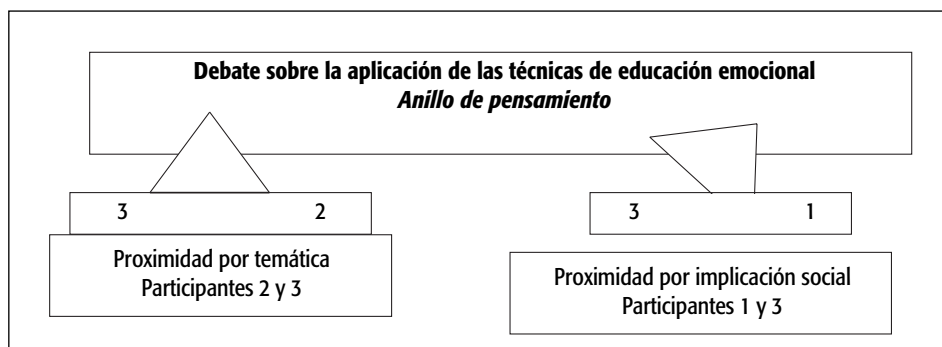 Debate sobre la aplicación de las técnicas de educación emocional
Anillo de pensamiento
3 2
3 1
Proximidad por temática
Participantes 2 y 3
Proximidad por implicación social
Participantes 1 y 3